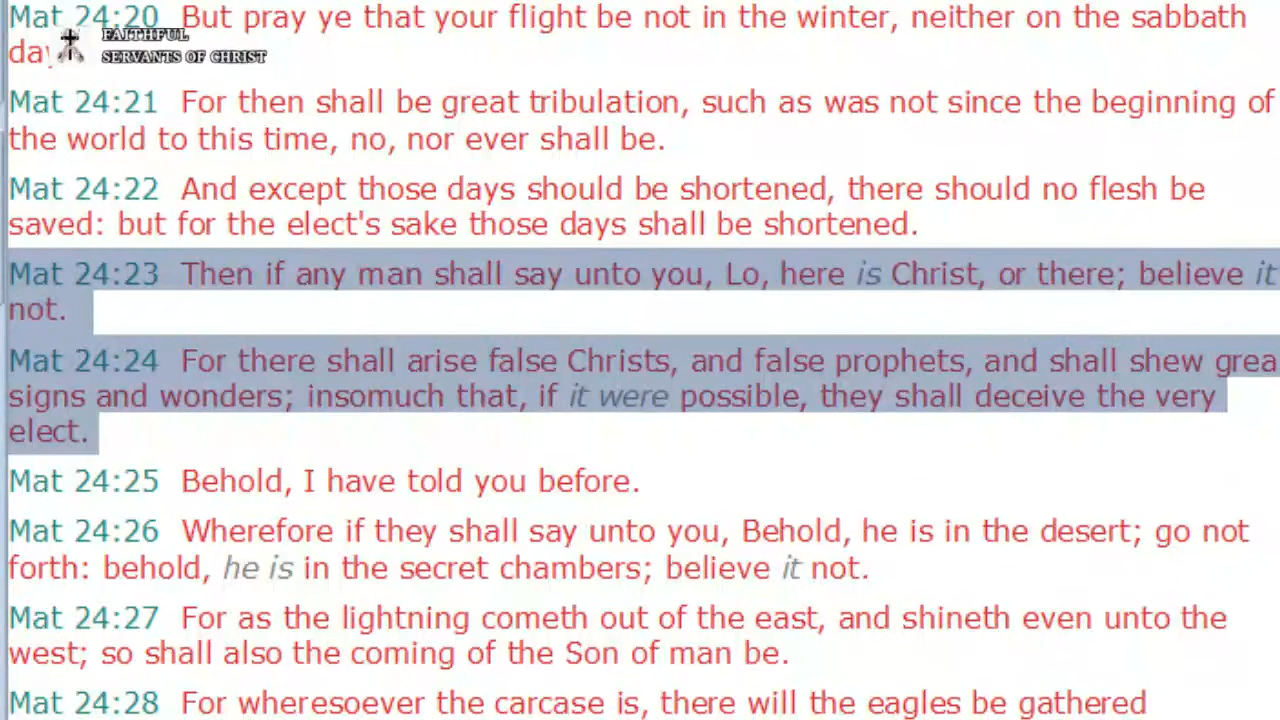 Mat 24:20 But pray ye that your flight be not in the winter, neither on the sabbath
day
FAITHFUL
SERVANTS OF CHRIST
Mat 24:21 For then shall be great tribulation, such as was not since the beginning of
the world to this time, no, nor ever shall be.
Mat 24:22 And except those days should be shortened, there should no flesh be
saved: but for the elect's sake those days shall be shortened.
Mat 24:23 Then if any man shall say unto you, Lo, here is Christ, or there; believe it
not.
Mat 24:24 For there shall arise false Christs, and false prophets, and shall shew grea
signs and wonders; insomuch that, if it were possible, they shall deceive the very
elect.
Mat 24:25 Behold, I have told you before.
Mat 24:26 Wherefore if they shall say unto you, Behold, he is in the desert; go not
forth: behold, he is in the secret chambers; believe it not.
Mat 24:27 For as the lightning cometh out of the east, and shineth even unto the
west; so shall also the coming of the Son of man be.
Mat 24:28 For wheresoever the carcase is, there will the eagles be gathered